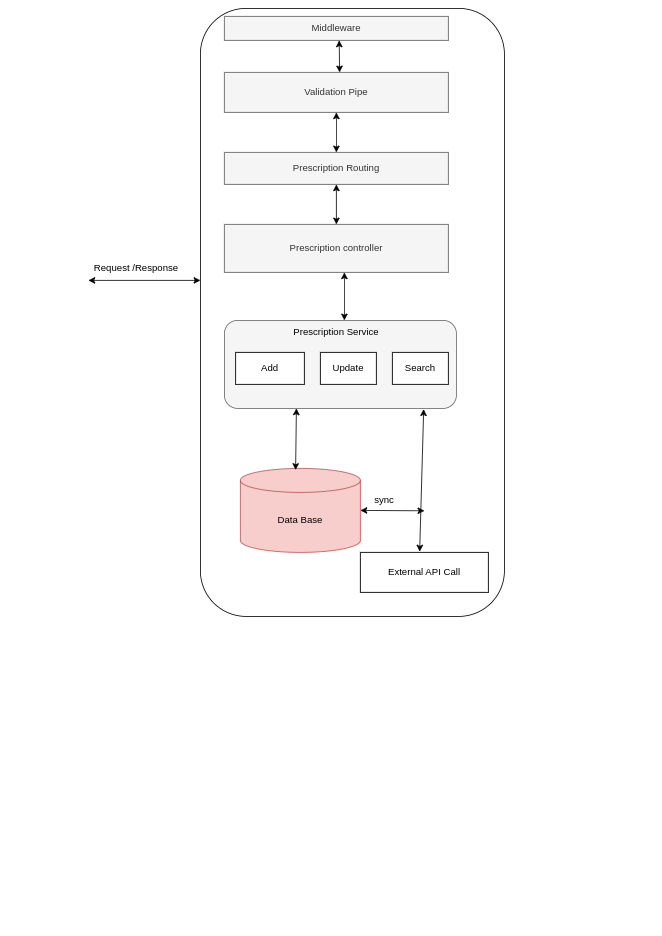 Middleware
Validation Pipe
Prescription Routing
Prescription controller
Request /Response
Prescription Service
Add
Update
Search
sync
Data Base
External API Call